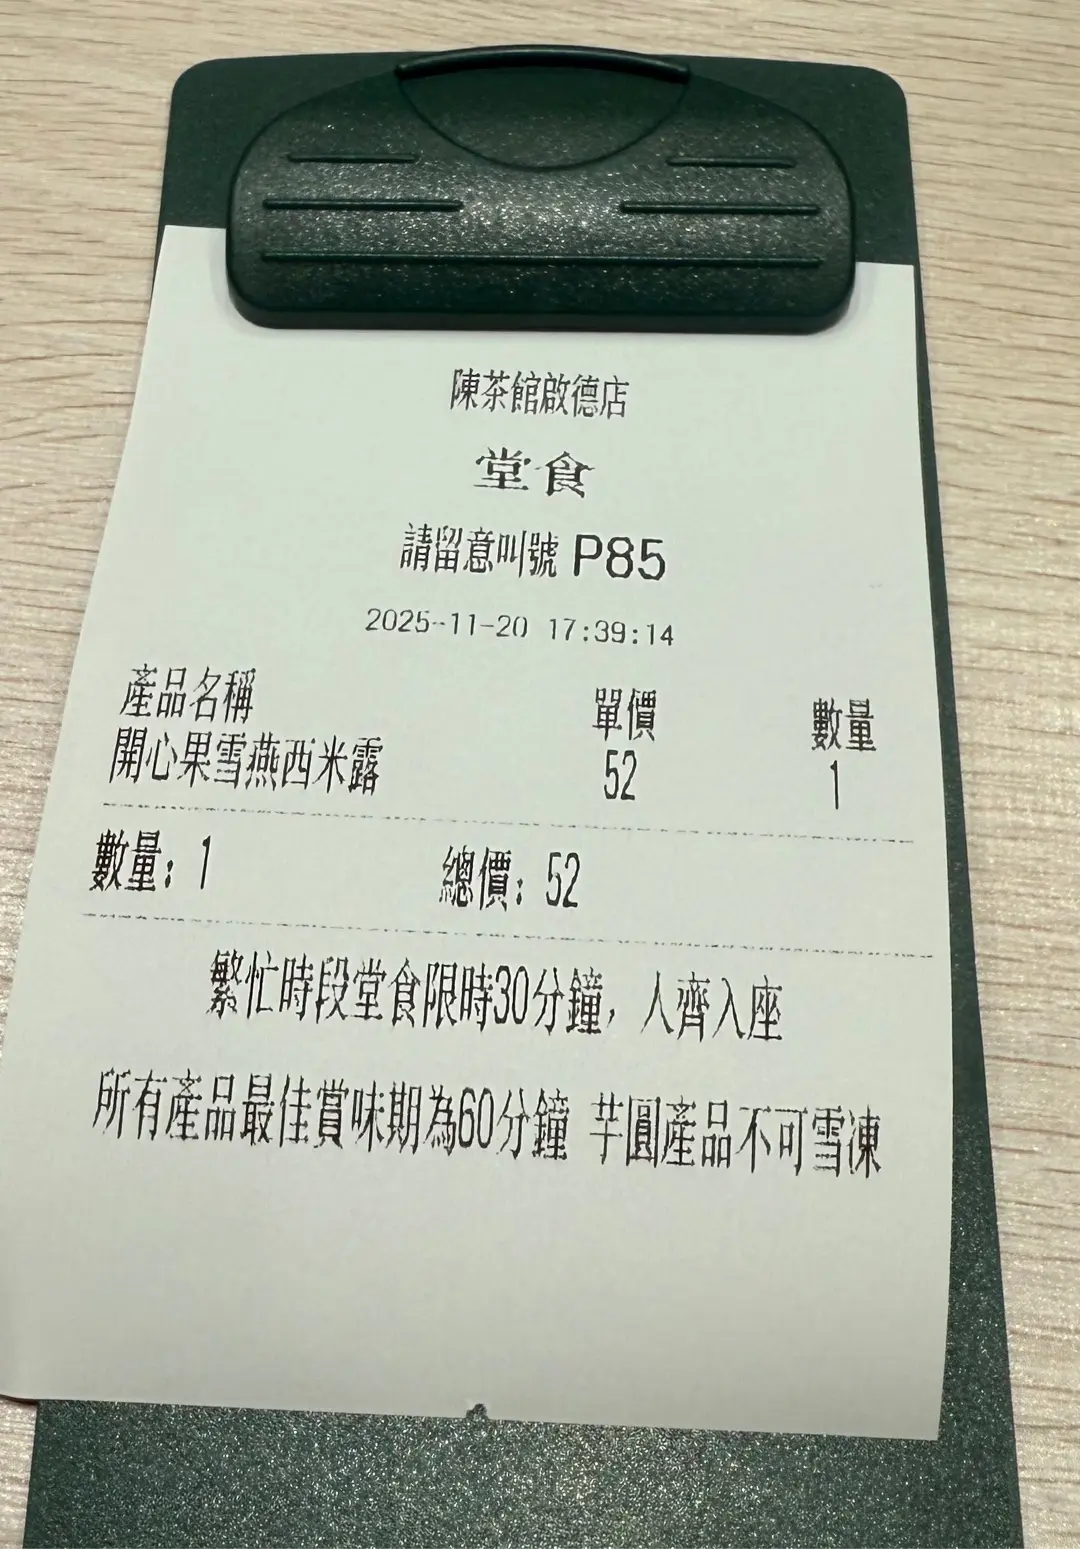 陳茶館啟德店
堂食
請留意叫號 P85
2025-11-20 17:39:14
產品名稱 單價 數量
開心果雪燕西米露 52 1
數量: 1 總價: 52
繁忙時段堂食限時30分鐘，人齊入座
所有產品最佳賞味期為60分鐘 芋圓產品不可雪凍